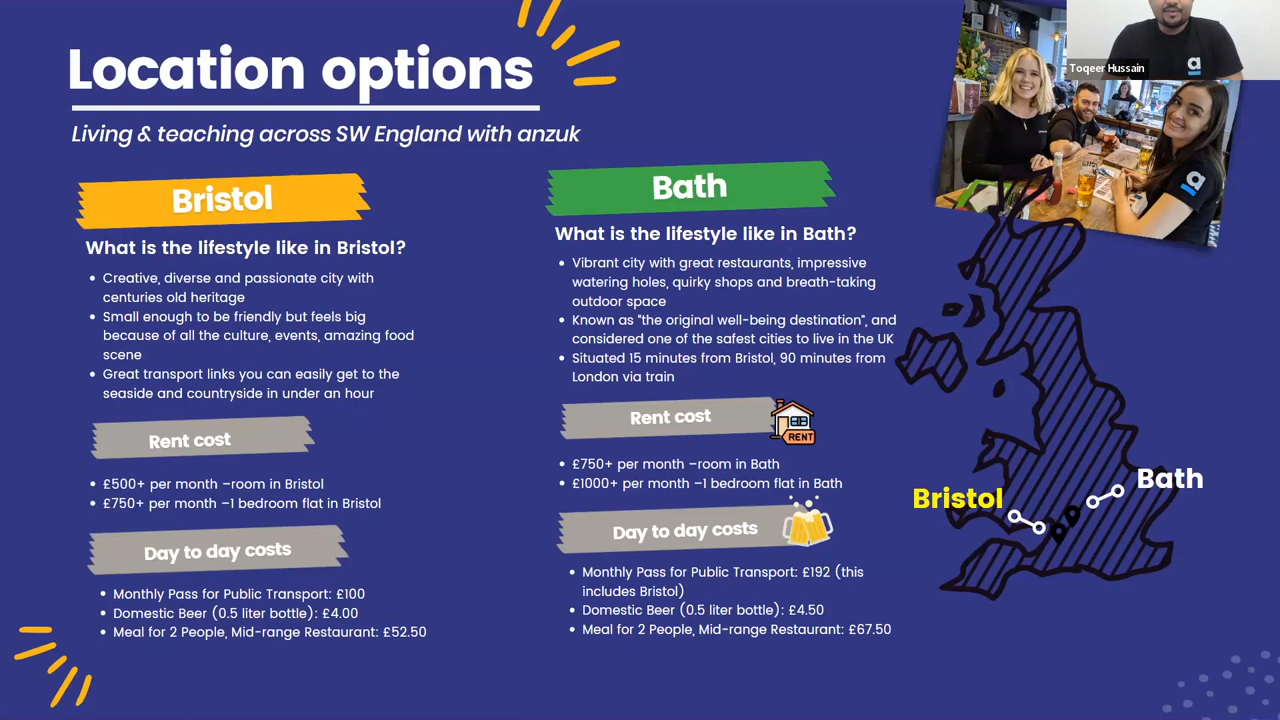 Location options
Living & teaching across SW England with anzuk
Toqeer Hussain
a
a
Bristol
What is the lifestyle like in Bristol?
• Creative, diverse and passionate city with
centuries old heritage
• Small enough to be friendly but feels big
because of all the culture, events, amazing food
scene
• Great transport links you can easily get to the
seaside and countryside in under an hour
Rent cost
• £500+ per month –room in Bristol
• £750+ per month –1 bedroom flat in Bristol
Day to day costs
• Monthly Pass for Public Transport: £100
• Domestic Beer (0.5 liter bottle): £4.00
• Meal for 2 People, Mid-range Restaurant: £52.50
Bath
What is the lifestyle like in Bath?
• Vibrant city with great restaurants, impressive
watering holes, quirky shops and breath-taking
outdoor space
• Known as "the original well-being destination", and
considered one of the safest cities to live in the UK
• Situated 15 minutes from Bristol, 90 minutes from
London via train
Rent cost
RENT
• £750+ per month –room in Bath
• £1000+ per month –1 bedroom flat in Bath
Day to day costs
• Monthly Pass for Public Transport: £192 (this
includes Bristol)
• Domestic Beer (0.5 liter bottle): £4.50
• Meal for 2 People, Mid-range Restaurant: £67.50
Bath
Bristol